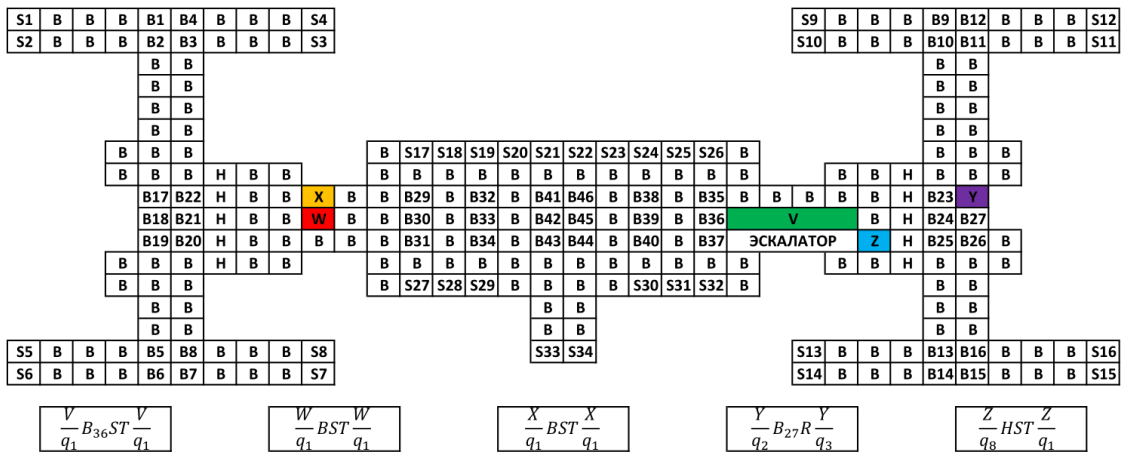 S1 B B B B1 B4 B B B S4 S9 B B B B9 B12 B B B S12
S2 B B B B2 B3 B B B S3 S10 B B B B10 B11 B B B S11
B B B B
B B B B
B B B B
B B B B
B B B B S17 S18 S19 S20 S21 S22 S23 S24 S25 S26 B B B B
B B B H B B B B B B B B B B B B B B B B H B B B
B17 B22 H B B X B B B29 B B32 B B41 B46 B B38 B B35 B B B B B H B23 Y
B18 B21 H B B W B B B30 B B33 B B42 B45 B B39 B B36 V B H B24 B27
B19 B20 H B B B B B B31 B B34 B B43 B44 B B40 B B37 ЭСКАЛАТОР Z H B25 B26 B
B B B H B B B B B B B B B B B B B B B B H B B B
B B B B S27 S28 S29 B B B B S30 S31 S32 B B B B
B B B B B B
B B B B B B
S5 B B B B5 B8 B B B S8 S33 S34 S13 B B B B13 B16 B B B S16
S6 B B B B6 B7 B B B S7 S14 B B B B14 B15 B B B S15
V/q₁ B₃₆ST V/q₁ W/q₁ BST W/q₁ X/q₁ BST X/q₁ Y/q₂ B₂₇R Y/q₃ Z/q₈ HST Z/q₁